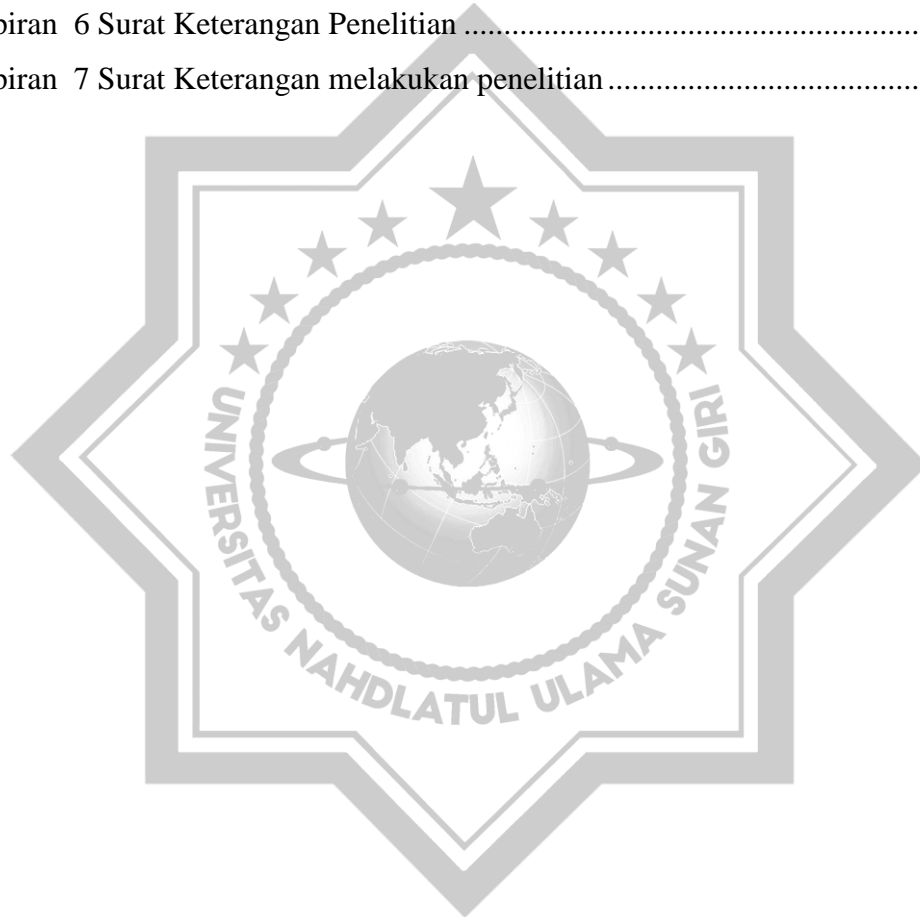 piran 6 Surat Keterangan Penelitian ........................................................
piran 7 Surat Keterangan melakukan penelitian .......................................
UNIVERSITAS NAHDLATUL ULAMA SUNAN GIRI